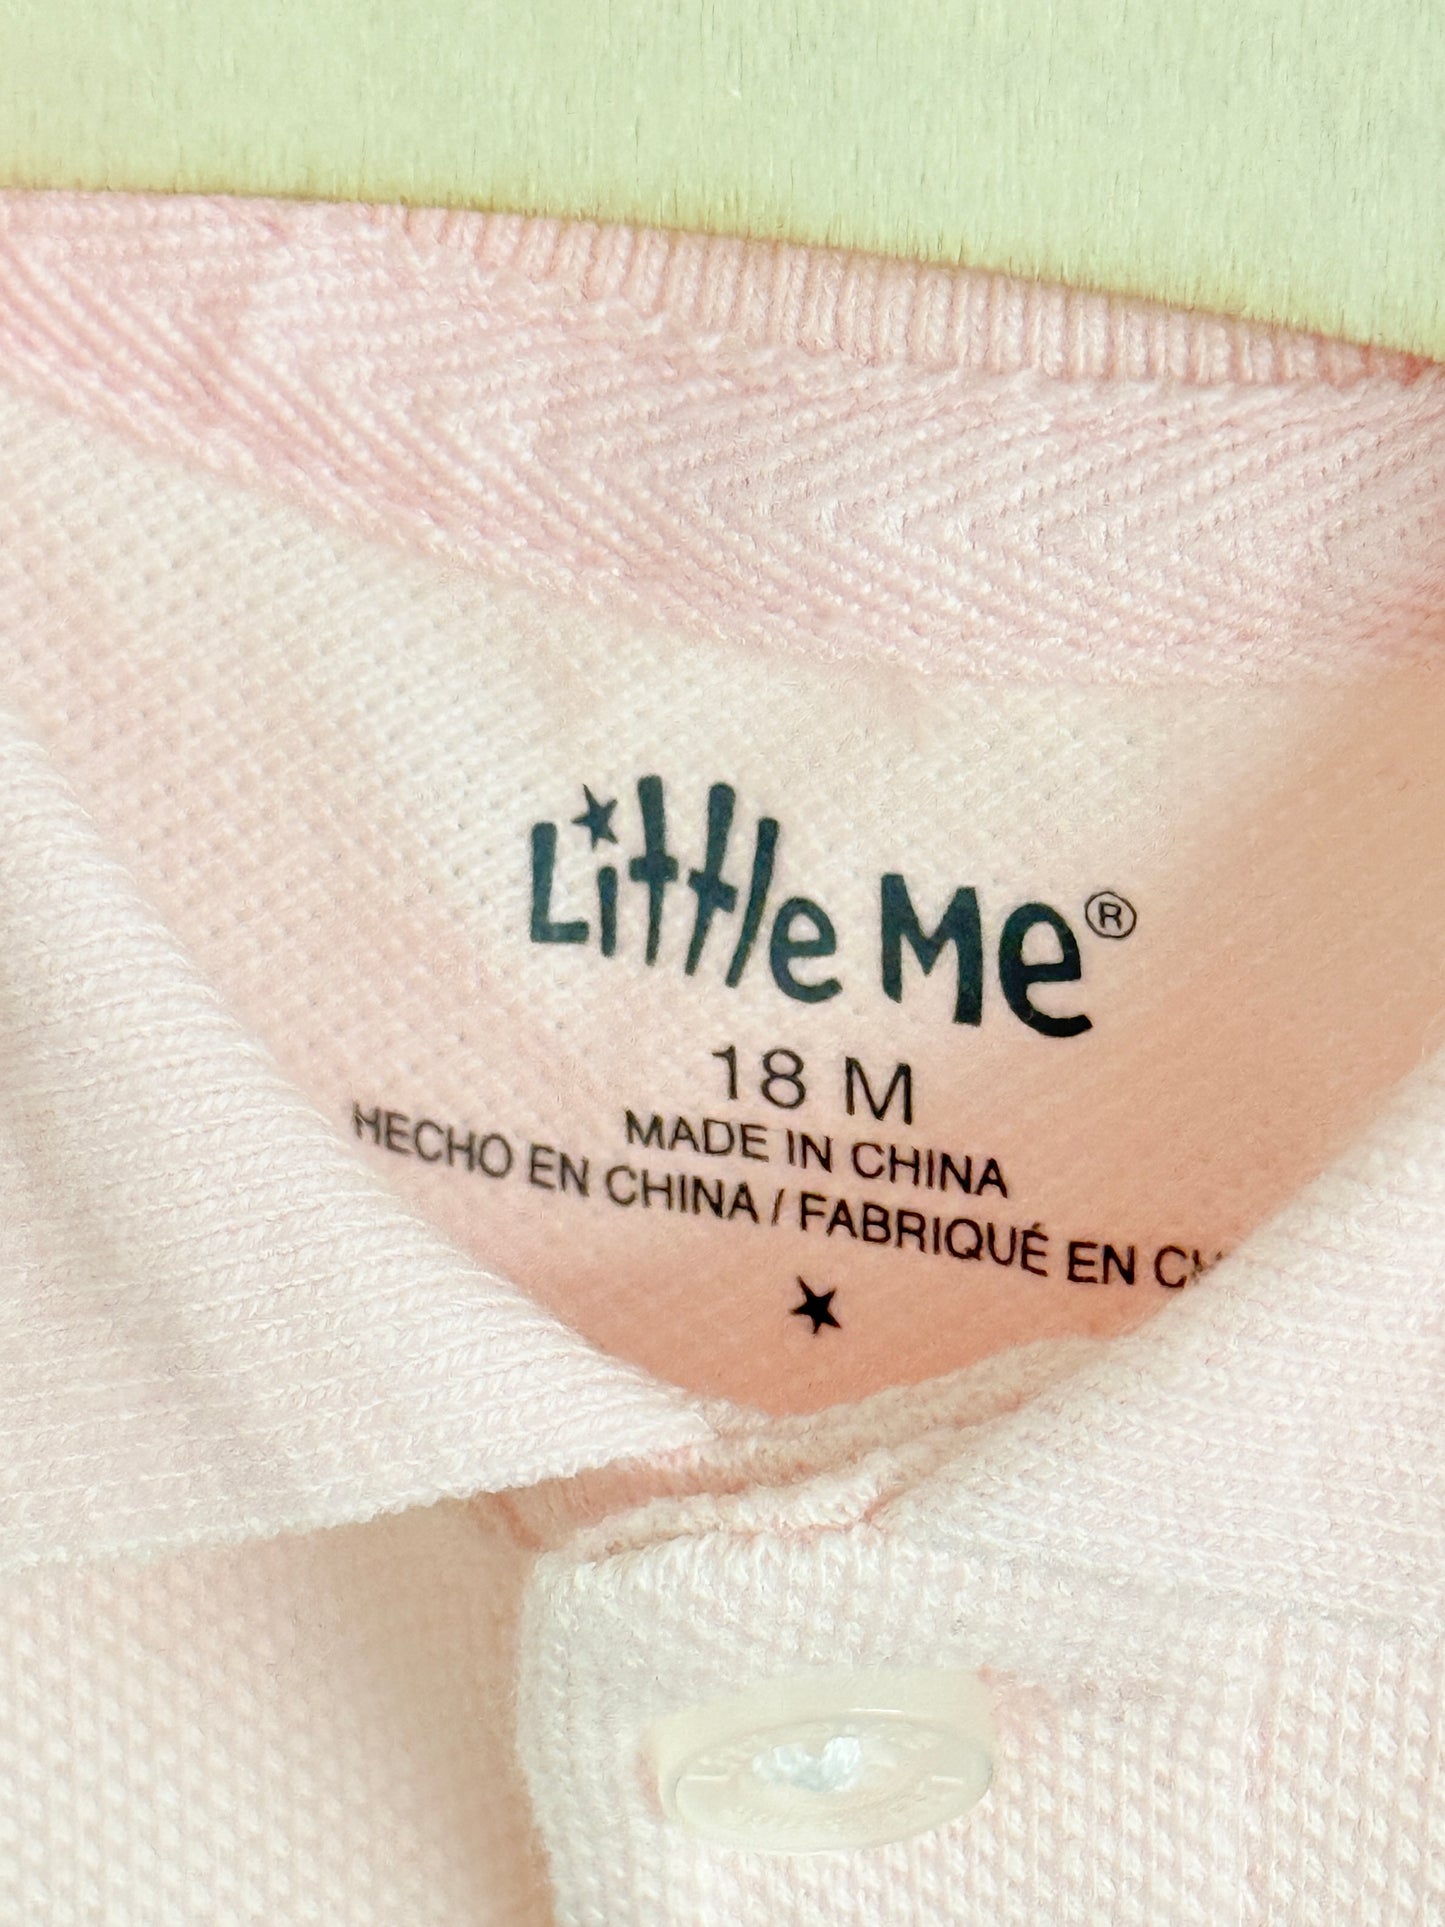 Little Me®
18 M
MADE IN CHINA
HECHO EN CHINA / FABRIQUÉ EN